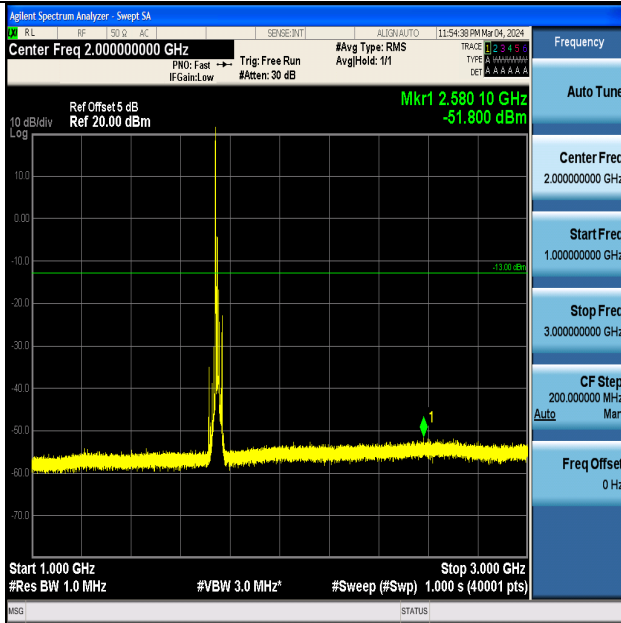 Agilent Spectrum Analyzer - Swept SA
RL RF 50 Ω AC SENSE:INT ALIGN AUTO 11:54:38 PM Mar 04, 2024
Center Freq 2.000000000 GHz
PNO: Fast
IFGain:Low
Trig: Free Run
#Atten: 30 dB
#Avg Type: RMS
Avg|Hold: 1/1
TRACE 1 2 3 4 5 6
TYPE A
DET A A A A A A
Mkr1 2.580 10 GHz
-51.800 dBm
Ref Offset 5 dB
10 dB/div Ref 20.00 dBm
Log
10.0
0.00
-10.0
-13.00 dBm
-20.0
-30.0
-40.0
1
-50.0
-60.0
-70.0
Start 1.000 GHz Stop 3.000 GHz
#Res BW 1.0 MHz #VBW 3.0 MHz* #Sweep (#Swp) 1.000 s (40001 pts)
MSG STATUS
Frequency
Auto Tune
Center Freq
2.000000000 GHz
Start Freq
1.000000000 GHz
Stop Freq
3.000000000 GHz
CF Step
200.000000 MHz
Auto Man
Freq Offset
0 Hz